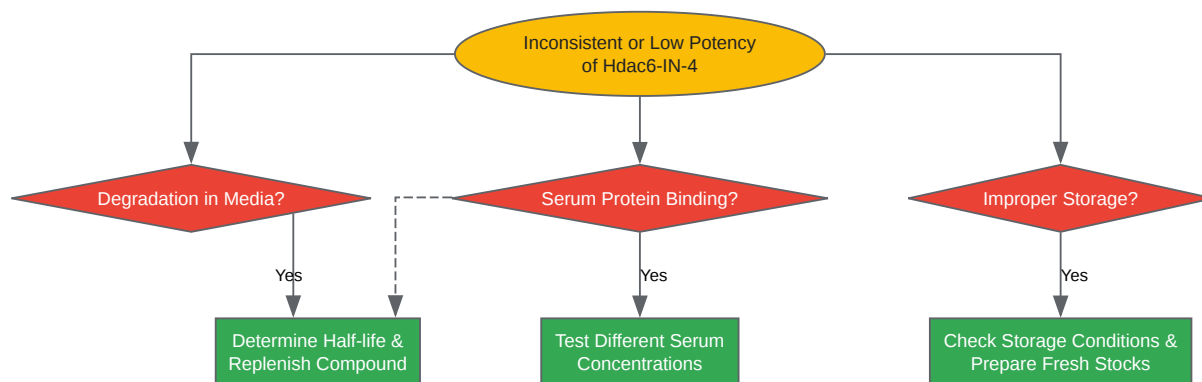 Inconsistent or Low Potency
of Hdac6-IN-4
Degradation in Media?
Serum Protein Binding?
Improper Storage?
Yes
Yes
Yes
Determine Half-life &
Replenish Compound
Test Different Serum
Concentrations
Check Storage Conditions &
Prepare Fresh Stocks